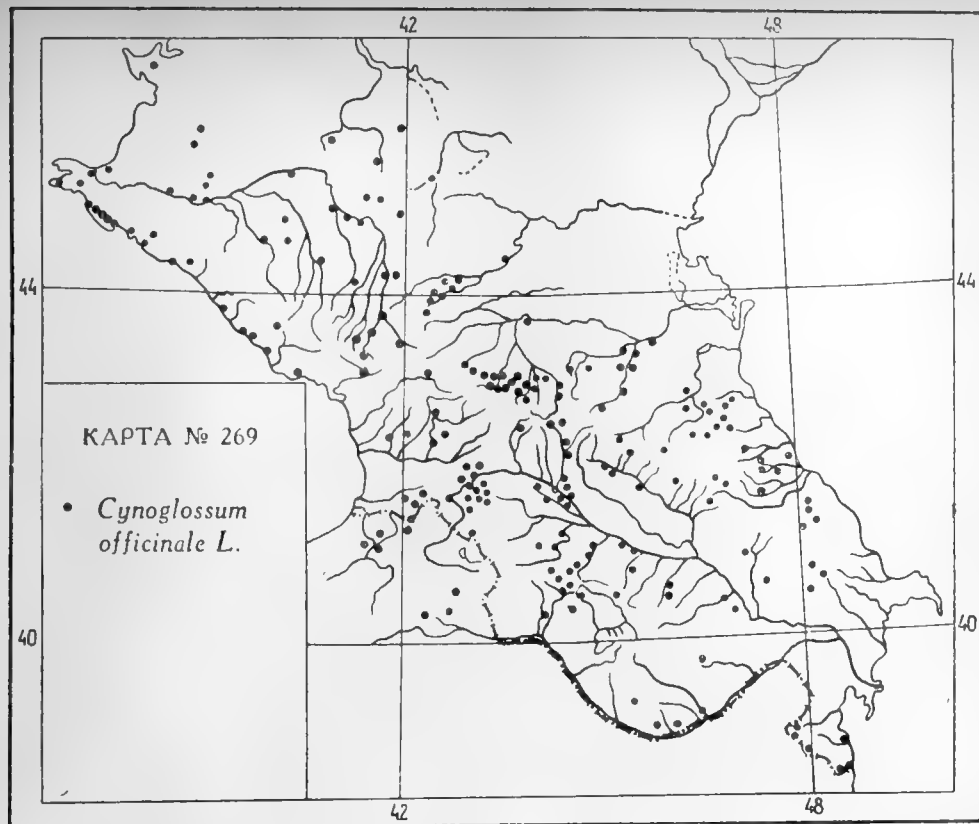 42 48
44 44
КАРТА № 269
Cynoglossum
officinale L.
40 40
42 48